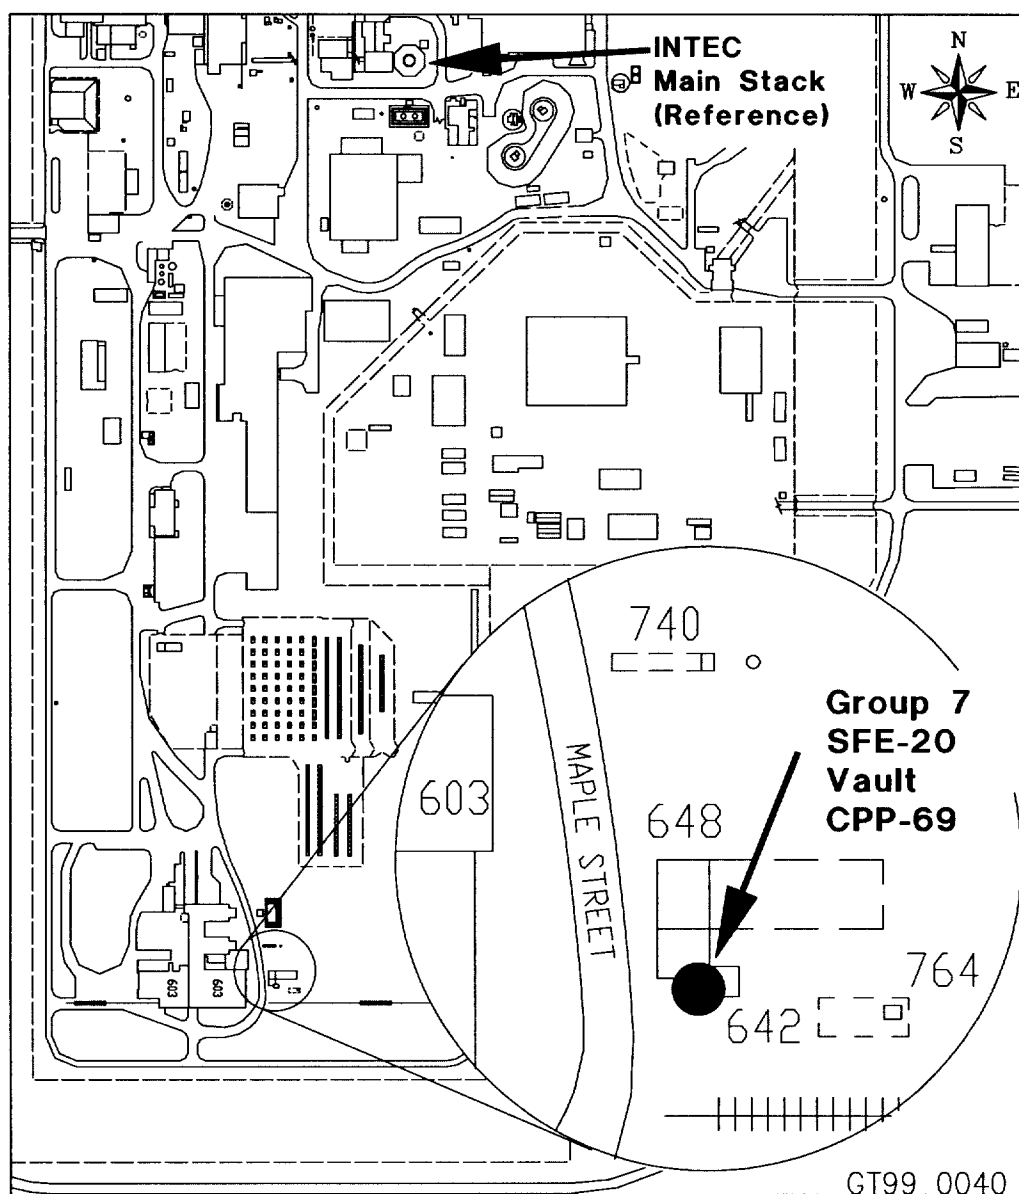 INTEC
Main Stack
(Reference)
N
W E
S
740
Group 7
SFE-20
Vault
CPP-69
603
MAPLE STREET
648
764
642
603 603
GT99 0040